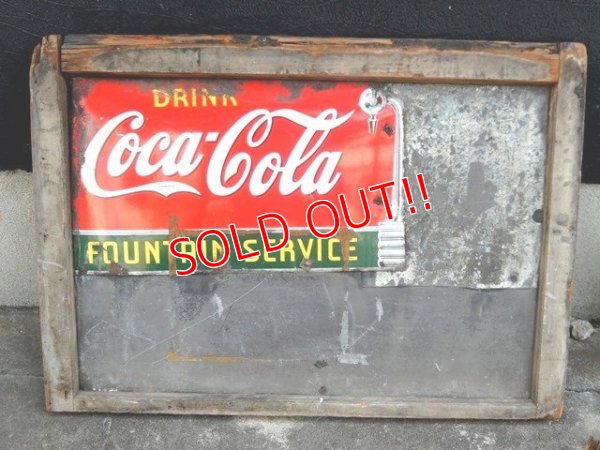 DRINK
Coca-Cola
FOUNTAIN SERVICE
SOLD OUT!!